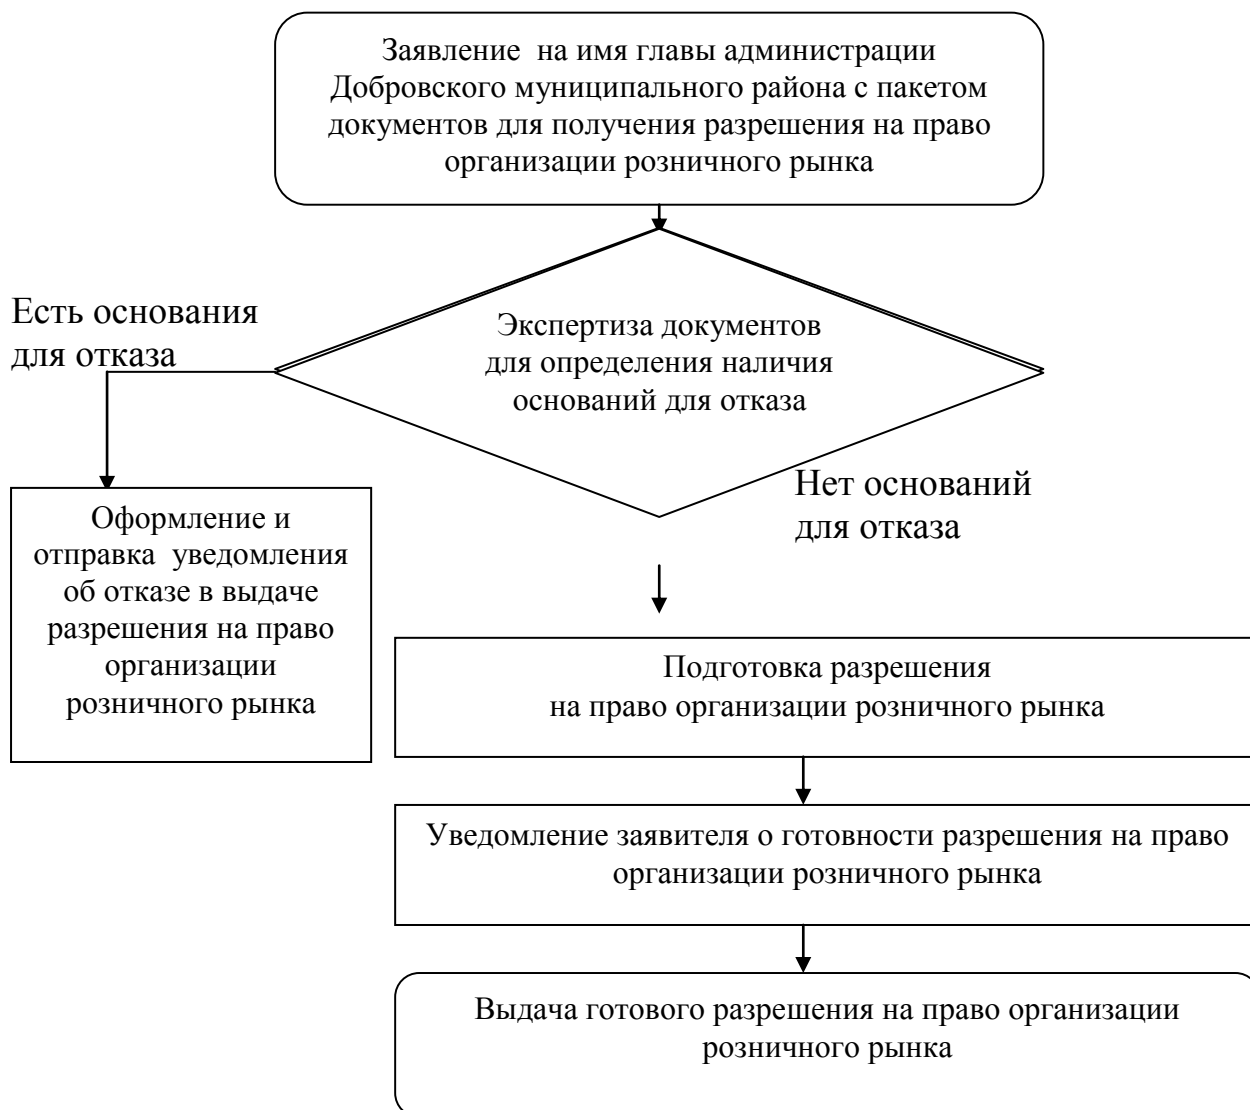 Заявление  на имя главы администрации
Добровского муниципального района с пакетом
документов для получения разрешения на право
организации розничного рынка
Есть основания
для отказа
Экспертиза документов
для определения наличия
оснований для отказа
Нет оснований
для отказа
Оформление и
отправка  уведомления
об отказе в выдаче
разрешения на право
организации
розничного рынка
Подготовка разрешения
на право организации розничного рынка
Уведомление заявителя о готовности разрешения на право
организации розничного рынка
Выдача готового разрешения на право организации
розничного рынка